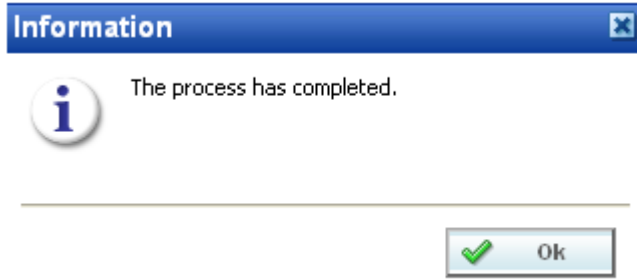 Information
The process has completed.
Ok